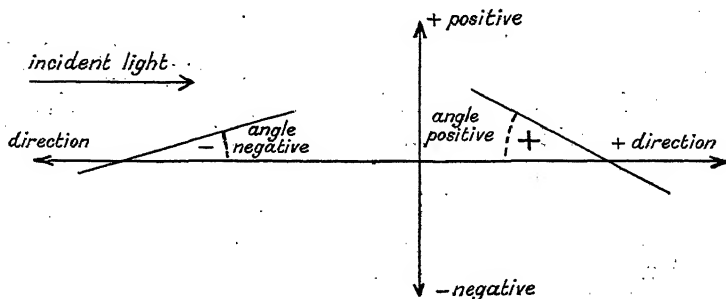 + positive
incident light
angle
positive
+
angle
negative
-
direction
+ direction
- negative